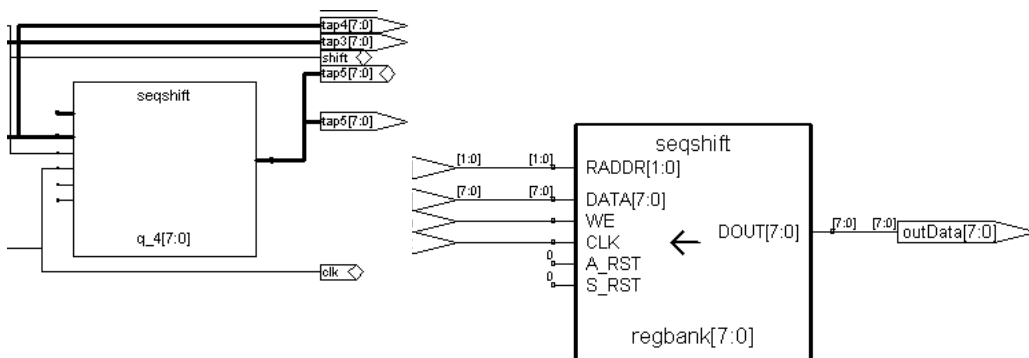 tap4[7:0]
tap3[7:0]
shift
tap5[7:0]
seqshift
tap5[7:0]
q_4[7:0]
clk
seqshift
[1:0] [1:0]
RADDR[1:0]
[7:0] [7:0]
DATA[7:0]
WE
CLK
DOUT[7:0]
[7:0] [7:0]
outData[7:0]
0
A_RST
0
S_RST
regbank[7:0]